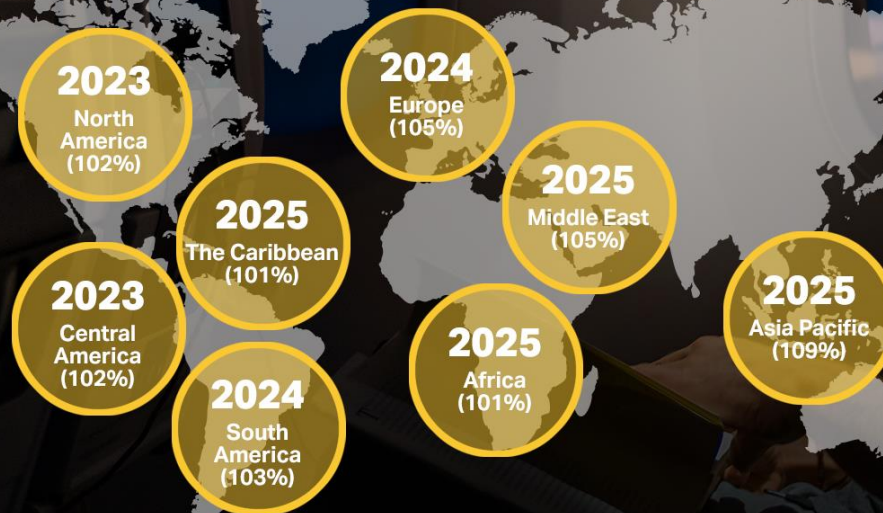 2023
North
America
(102%)
2024
Europe
(105%)
2025
Middle East
(105%)
2025
The Caribbean
(101%)
2023
Central
America
(102%)
2025
Asia Pacific
(109%)
2025
Africa
(101%)
2024
South
America
(103%)